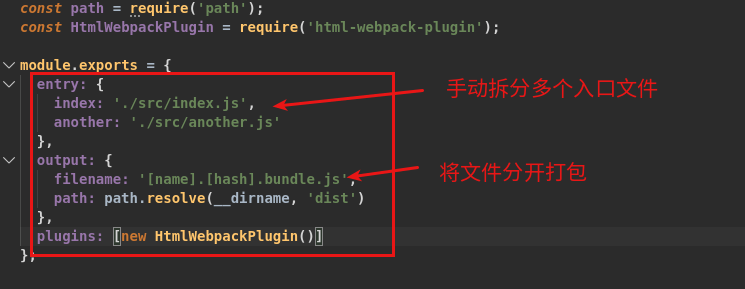 const path = require('path');
const HtmlWebpackPlugin = require('html-webpack-plugin');
module.exports = {
entry: {
index: './src/index.js',
手动拆分多个入口文件
another: './src/another.js'
},
output: {
filename: '[name].[hash].bundle.js',
将文件分开打包
path: path.resolve(__dirname, 'dist')
},
plugins: [new HtmlWebpackPlugin()]
};